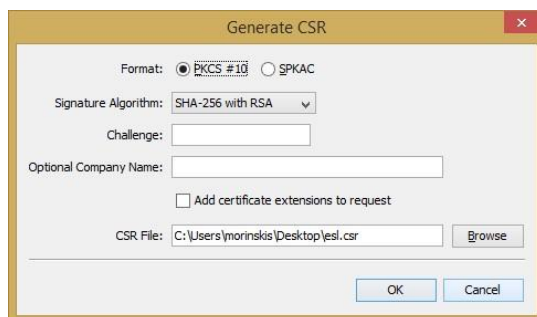 Generate CSR
Format: PKCS #10 SPKAC
Signature Algorithm: SHA-256 with RSA
Challenge:
Optional Company Name:
Add certificate extensions to request
CSR File: C:\Users\morinskis\Desktop\esl.csr Browse
OK Cancel